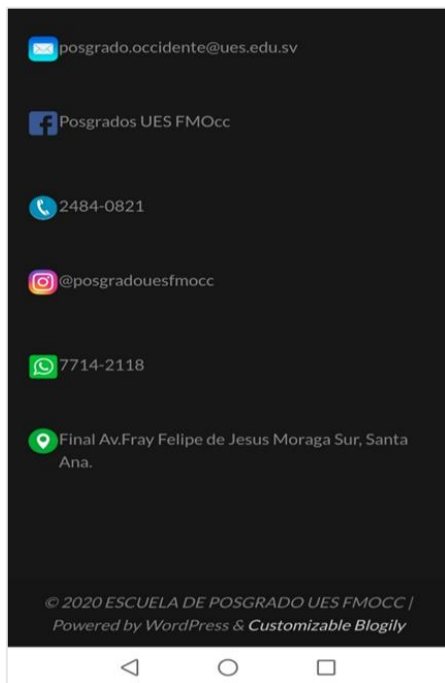 posgrado.occidente@ues.edu.sv
Posgrados UES FMOcc
2484-0821
@posgradouesfmocc
7714-2118
Final Av.Fray Felipe de Jesus Moraga Sur, Santa
Ana.
© 2020 ESCUELA DE POSGRADO UES FMOCC |
Powered by WordPress & Customizable Blogily